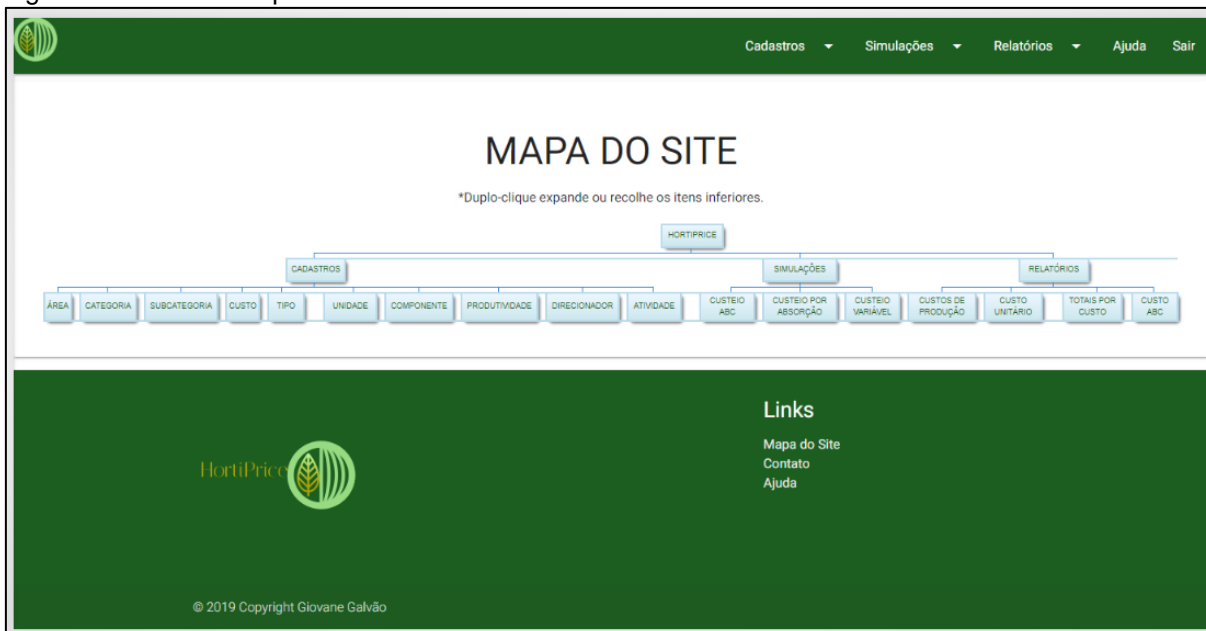 Cadastros Simulações Relatórios Ajuda Sair
MAPA DO SITE
*Duplo-clique expande ou recolhe os itens inferiores.
HORTIPRICE
CADASTROS SIMULAÇÕES RELATÓRIOS
ÁREA CATEGORIA SUBCATEGORIA CUSTO TIPO UNIDADE COMPONENTE PRODUTIVIDADE DIRECIONADOR ATIVIDADE
CUSTEIO
ABC
CUSTEIO POR
ABSORÇÃO
CUSTEIO
VARIÁVEL
CUSTOS DE
PRODUÇÃO
CUSTO
UNITÁRIO
TOTAIS POR
CUSTO
CUSTO
ABC
HortiPrice
Links
Mapa do Site
Contato
Ajuda
© 2019 Copyright Giovane Galvão